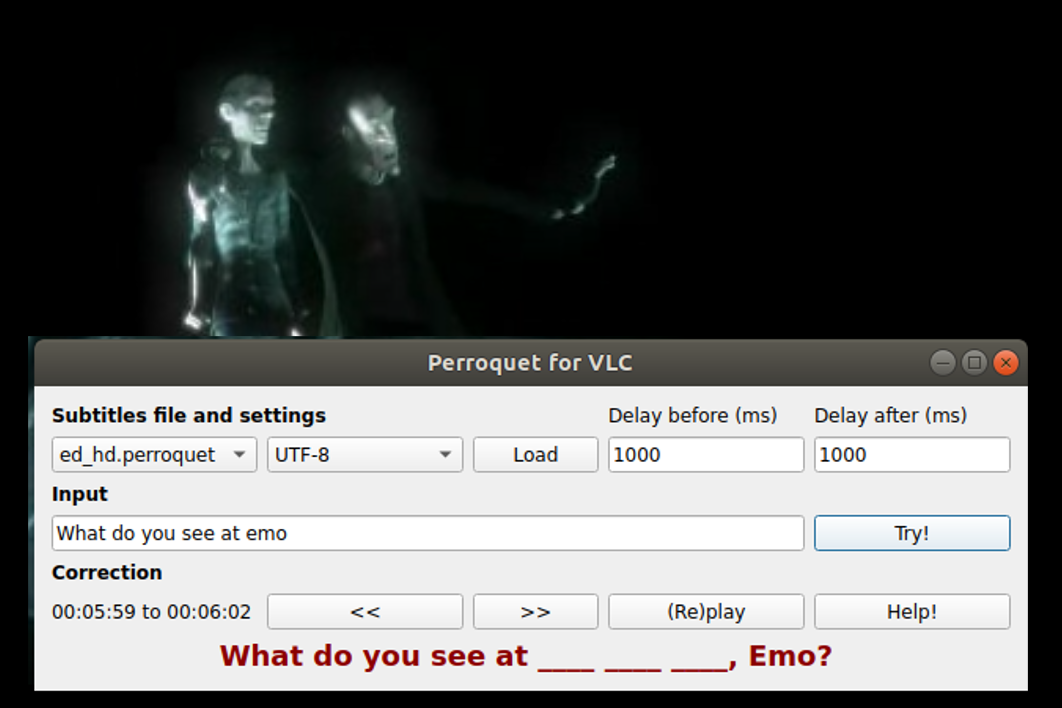 Perroquet for VLC
Subtitles file and settings Delay before (ms) Delay after (ms)
ed_hd.perroquet UTF-8 Load 1000 1000
Input
What do you see at emo Try!
Correction
00:05:59 to 00:06:02 << >> (Re)play Help!
What do you see at ____ ____ ____, Emo?